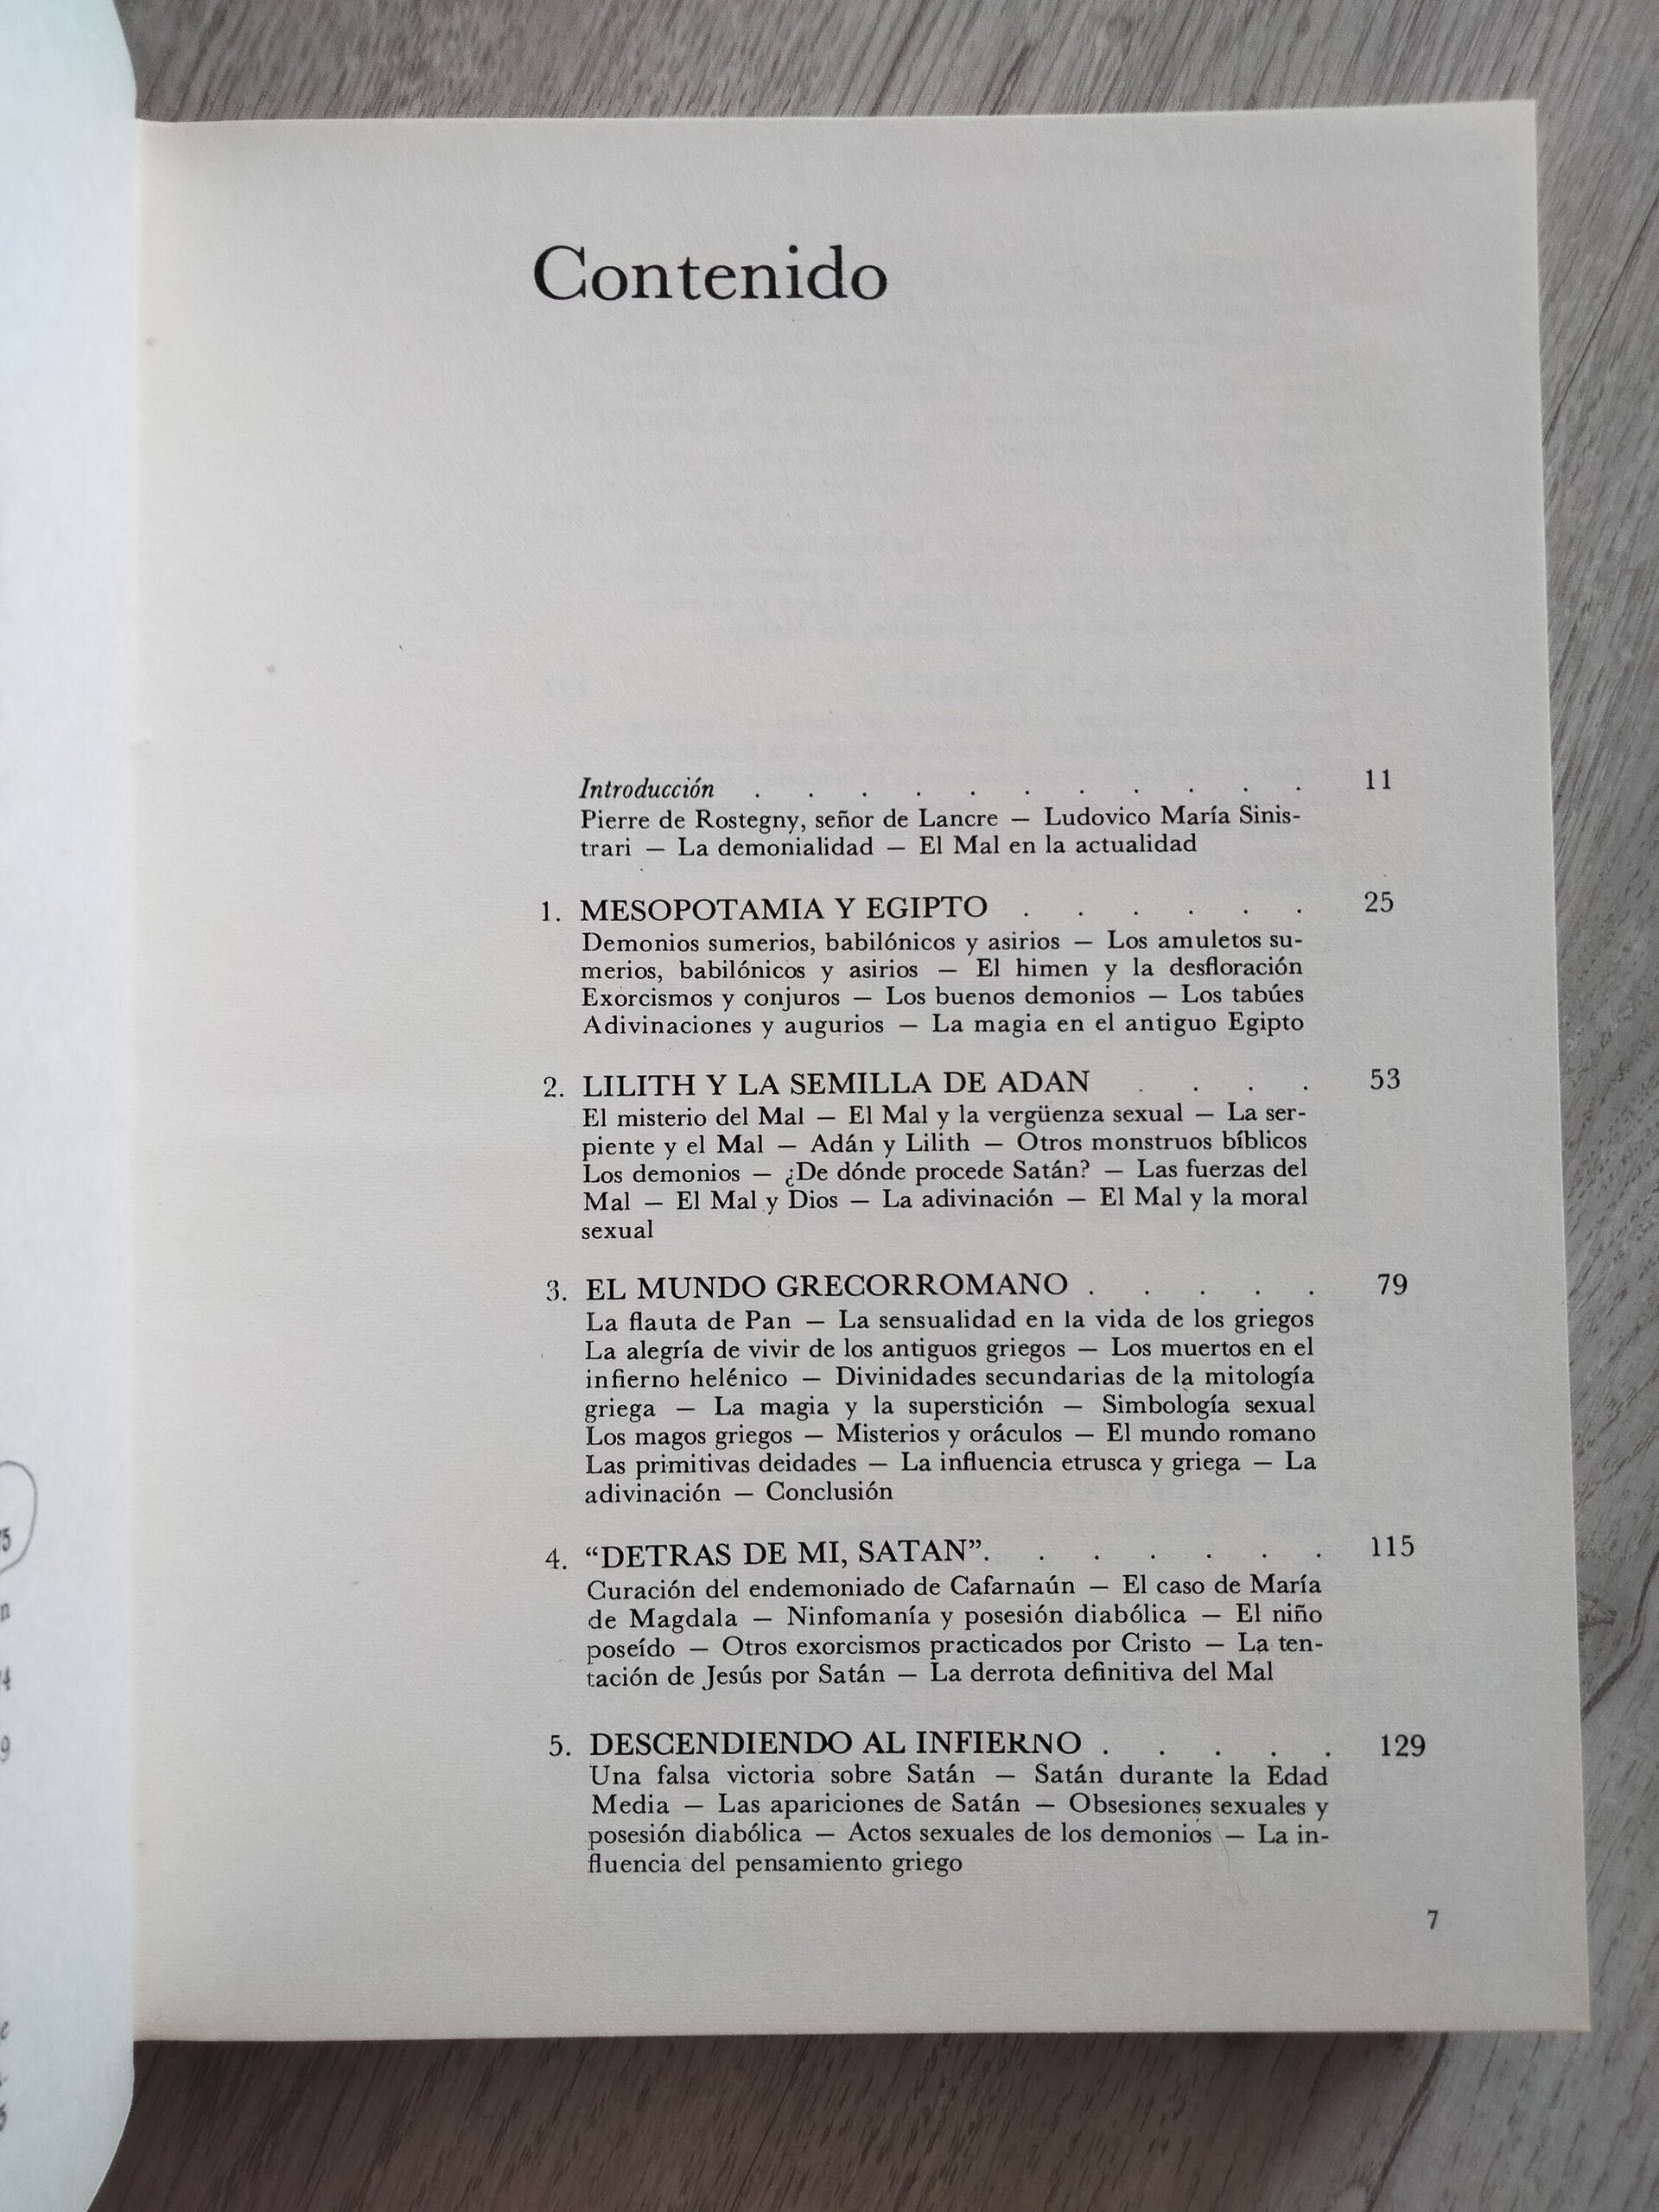 Contenido
Introducción . . . . . . . . . . . 11
Pierre de Rostegny, señor de Lancre — Ludovico María Sinis-
trari — La demonialidad — El Mal en la actualidad
1. MESOPOTAMIA Y EGIPTO . . . . . . 25
Demonios sumerios, babilónicos y asirios — Los amuletos su-
merios, babilónicos y asirios — El himen y la desfloración
Exorcismos y conjuros — Los buenos demonios — Los tabúes
Adivinaciones y augurios — La magia en el antiguo Egipto
2. LILITH Y LA SEMILLA DE ADAN . . . . 53
El misterio del Mal — El Mal y la vergüenza sexual — La ser-
piente y el Mal — Adán y Lilith — Otros monstruos bíblicos
Los demonios — ¿De dónde procede Satán? — Las fuerzas del
Mal — El Mal y Dios — La adivinación — El Mal y la moral
sexual
3. EL MUNDO GRECORROMANO . . . . . 79
La flauta de Pan — La sensualidad en la vida de los griegos
La alegría de vivir de los antiguos griegos — Los muertos en el
infierno helénico — Divinidades secundarias de la mitología
griega — La magia y la superstición — Simbología sexual
Los magos griegos — Misterios y oráculos — El mundo romano
Las primitivas deidades — La influencia etrusca y griega — La
adivinación — Conclusión
4. “DETRAS DE MI, SATAN”. . . . . . . 115
Curación del endemoniado de Cafarnaún — El caso de María
de Magdala — Ninfomanía y posesión diabólica — El niño
poseído — Otros exorcismos practicados por Cristo — La ten-
tación de Jesús por Satán — La derrota definitiva del Mal
5. DESCENDIENDO AL INFIERNO . . . . . 129
Una falsa victoria sobre Satán — Satán durante la Edad
Media — Las apariciones de Satán — Obsesiones sexuales y
posesión diabólica — Actos sexuales de los demonios — La in-
fluencia del pensamiento griego
7